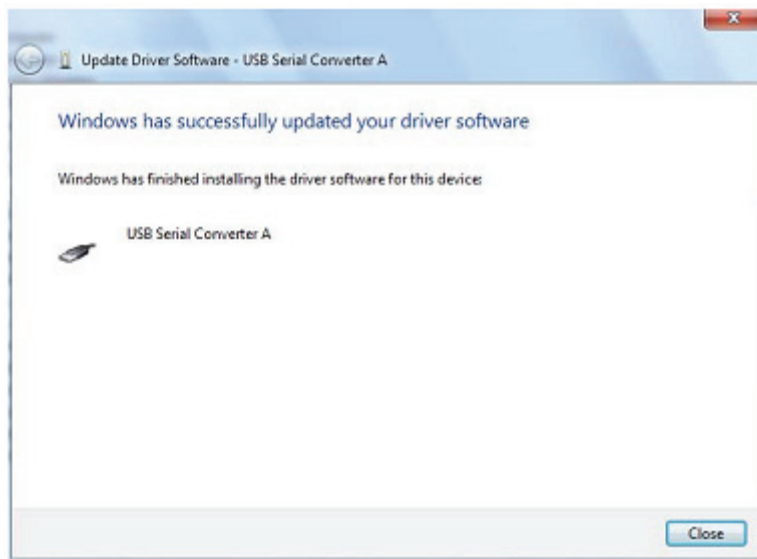 Update Driver Software - USB Serial Converter A
Windows has successfully updated your driver software
Windows has finished installing the driver software for this device:
USB Serial Converter A
Close